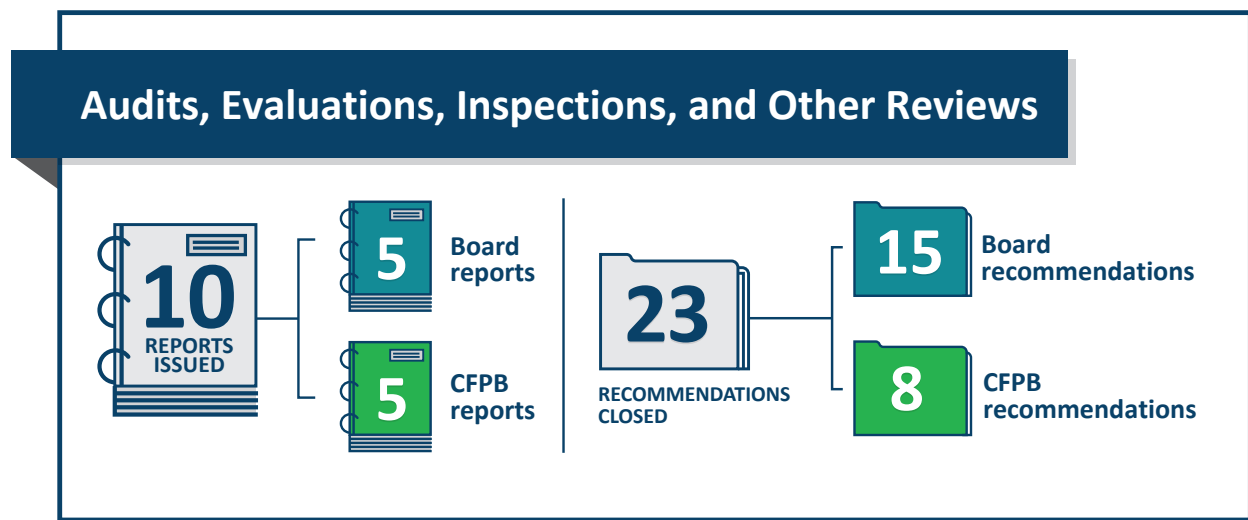 Audits, Evaluations, Inspections, and Other Reviews
10
REPORTS
ISSUED
5
Board
reports
5
CFPB
reports
23
RECOMMENDATIONS
CLOSED
15
Board
recommendations
8
CFPB
recommendations